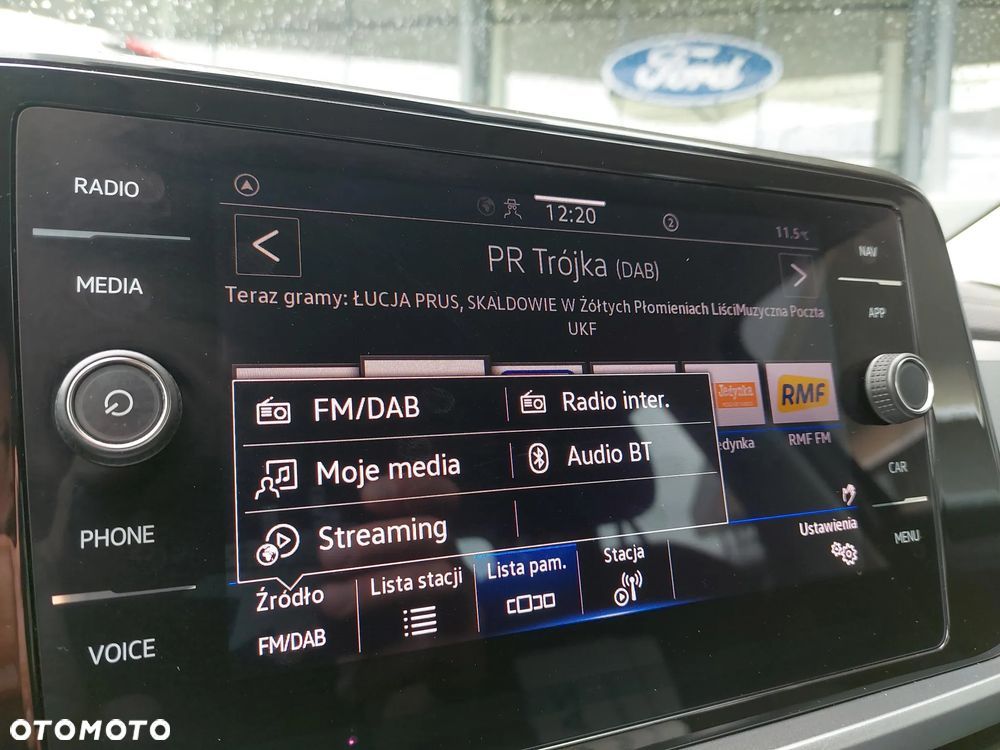 Ford
RADIO
12:20
2
11.5°C
NAV
MEDIA
PR Trójka (DAB)
Teraz gramy: ŁUCJA PRUS, SKALDOWIE W Żółtych Płomieniach LiściMuzyczna Poczta
UKF
APP
FM/DAB
Radio inter.
Jedynka
RMF
edynka
RMF FM
Moje media
Audio BT
CAR
Streaming
PHONE
Ustawienia
MENU
Źródło
FM/DAB
Lista stacji
Lista pam.
Stacja
VOICE
OTOMOTO